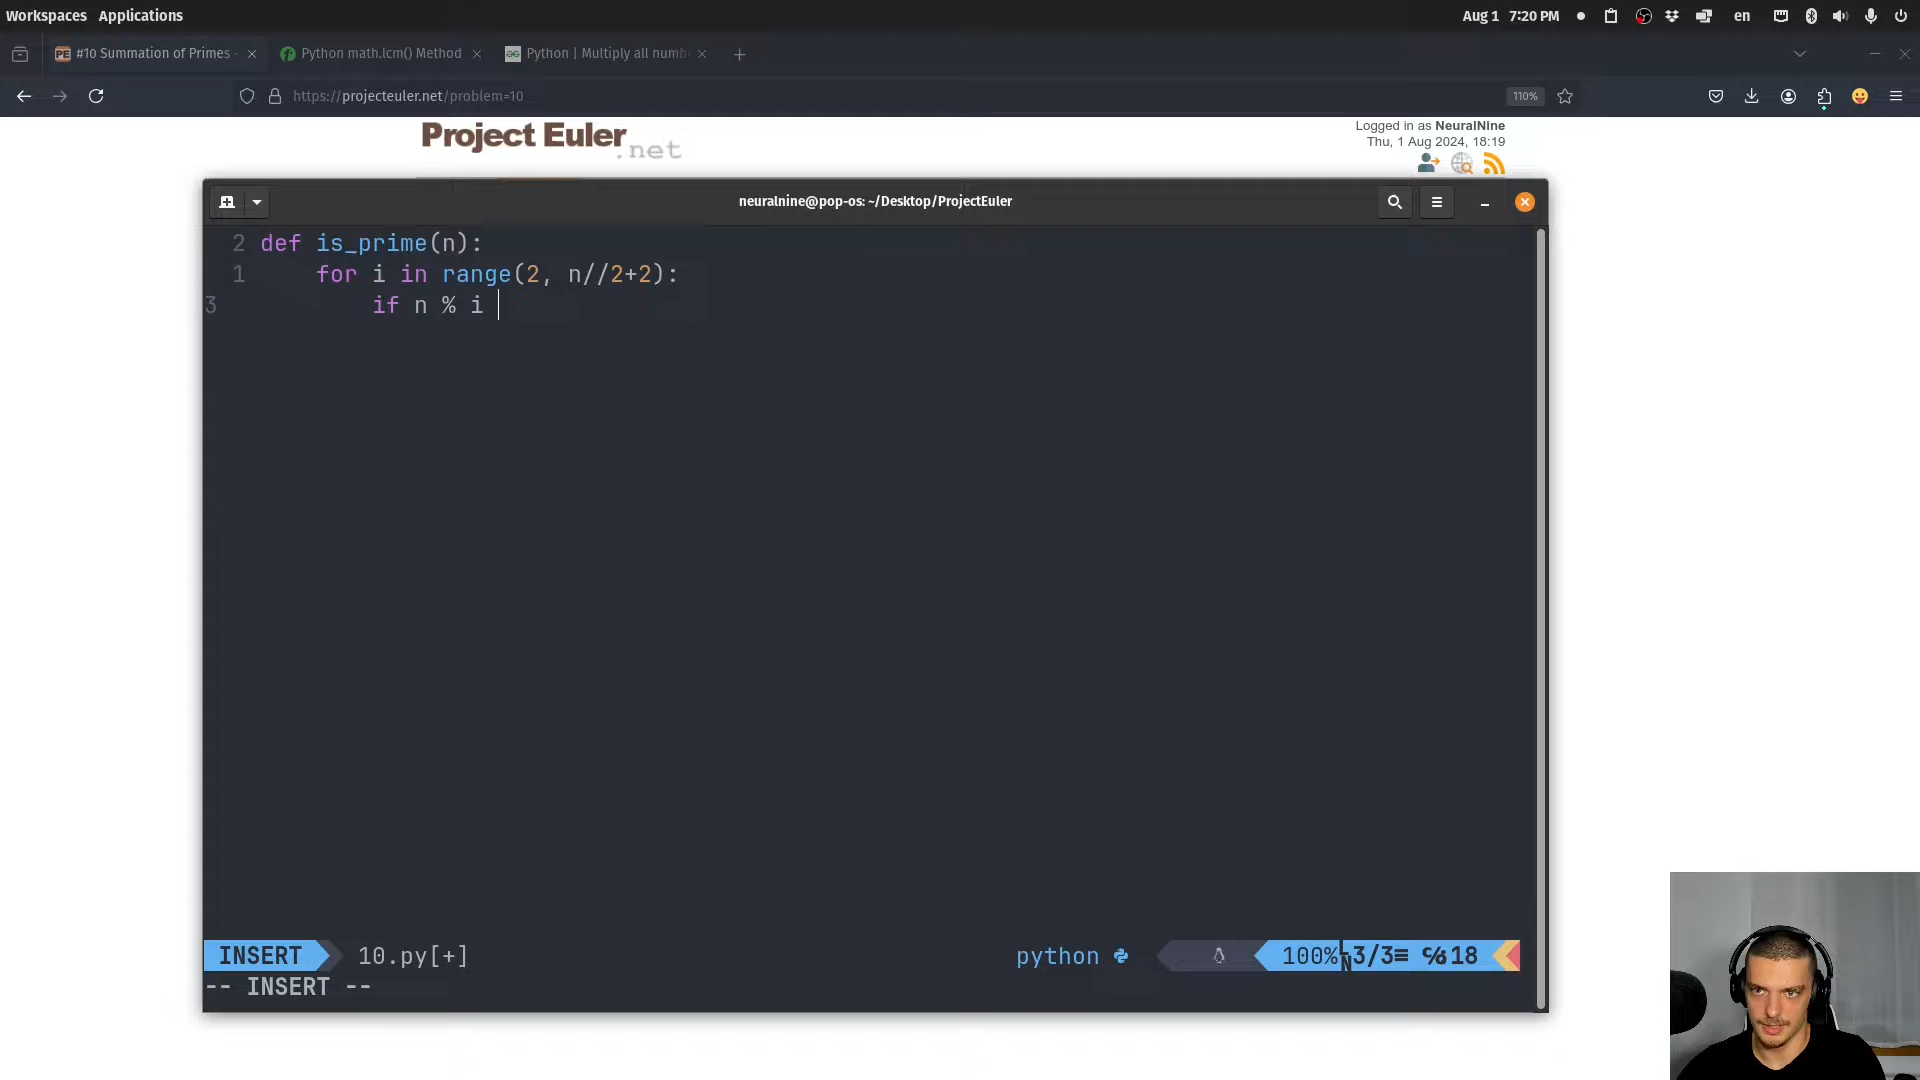 Workspaces Applications
Aug 1 7:20 PM
en
#10 Summation of Primes -
Python math.lcm() Method
Python | Multiply all numb
https://projecteuler.net/problem=10
110%
Project Euler
.net
Logged in as NeuralNine
Thu, 1 Aug 2024, 18:19
neuralnine@pop-os: ~/Desktop/ProjectEuler
2 def is_prime(n):
1 for i in range(2, n//2+2):
3 if n % i
INSERT 10.py[+]
python
100% 3/3 18
-- INSERT --